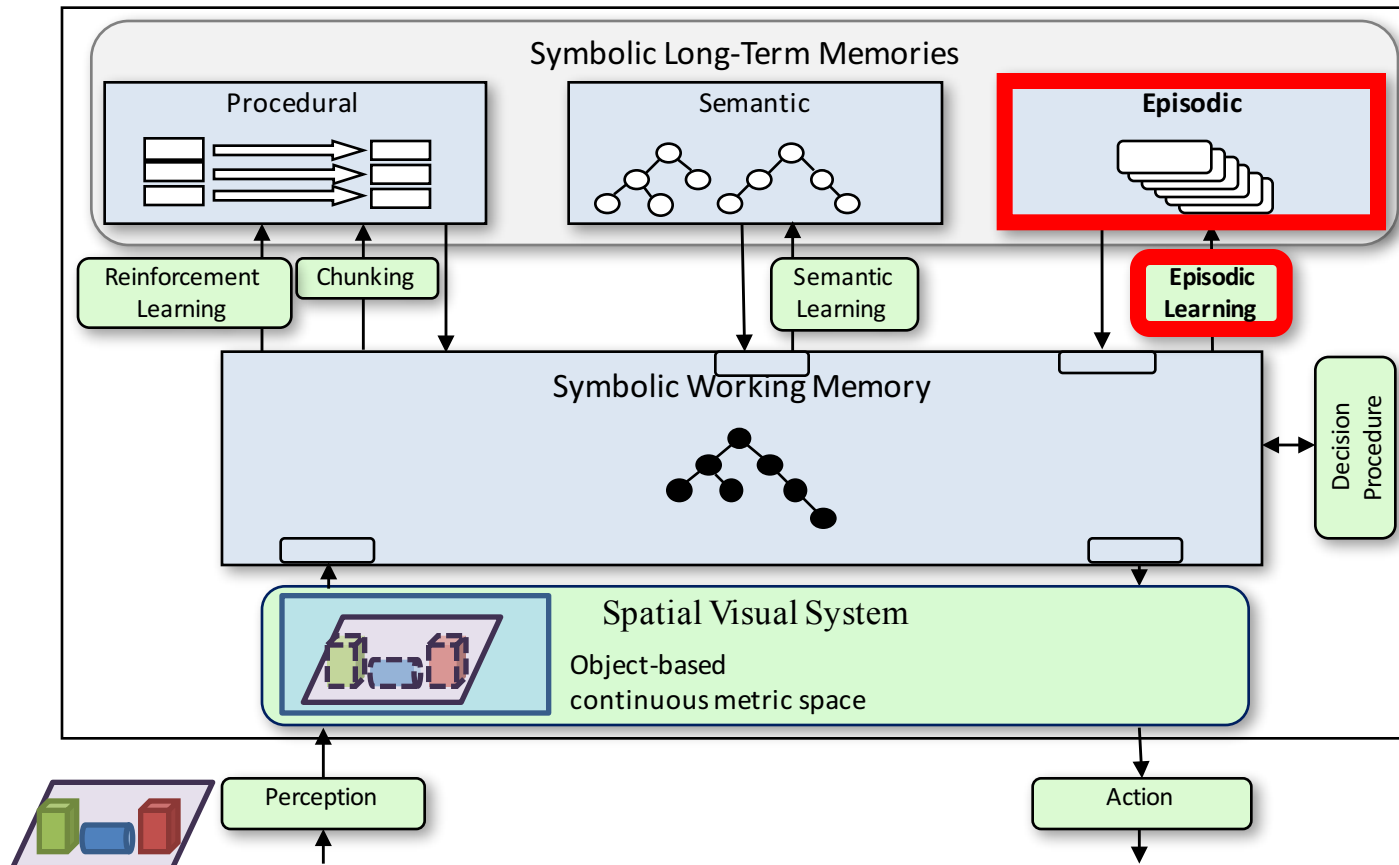 Symbolic Long-Term Memories
Procedural
Semantic
Episodic
Reinforcement
Learning
Chunking
Semantic
Learning
Episodic
Learning
Symbolic Working Memory
Decision
Procedure
Spatial Visual System
Object-based
continuous metric space
Perception
Action